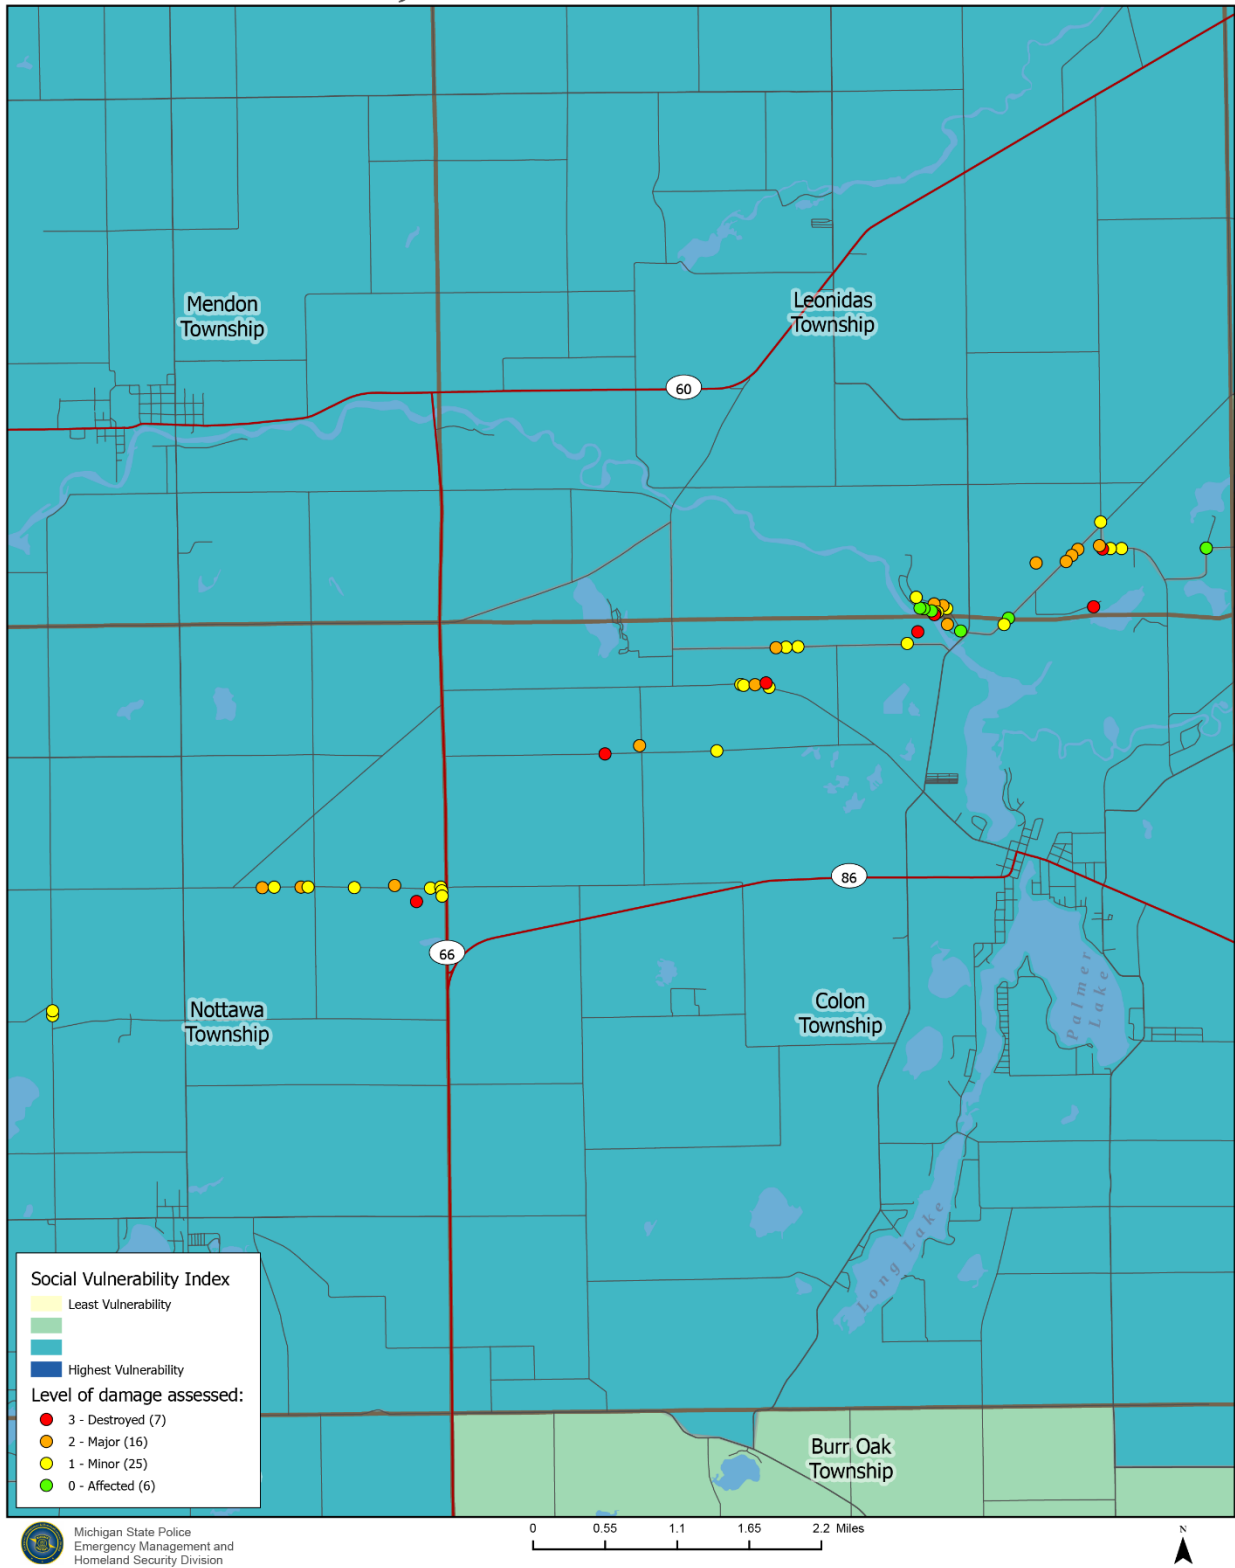 Mendon
Township
Leonidas
Township
60
86
66
Nottawa
Township
Colon
Township
Palmer
Lake
Long Lake
Burr Oak
Township
Social Vulnerability Index
Least Vulnerability
Highest Vulnerability
Level of damage assessed:
3 - Destroyed (7)
2 - Major (16)
1 - Minor (25)
0 - Affected (6)
Michigan State Police
Emergency Management and
Homeland Security Division
0 0.55 1.1 1.65 2.2 Miles
N